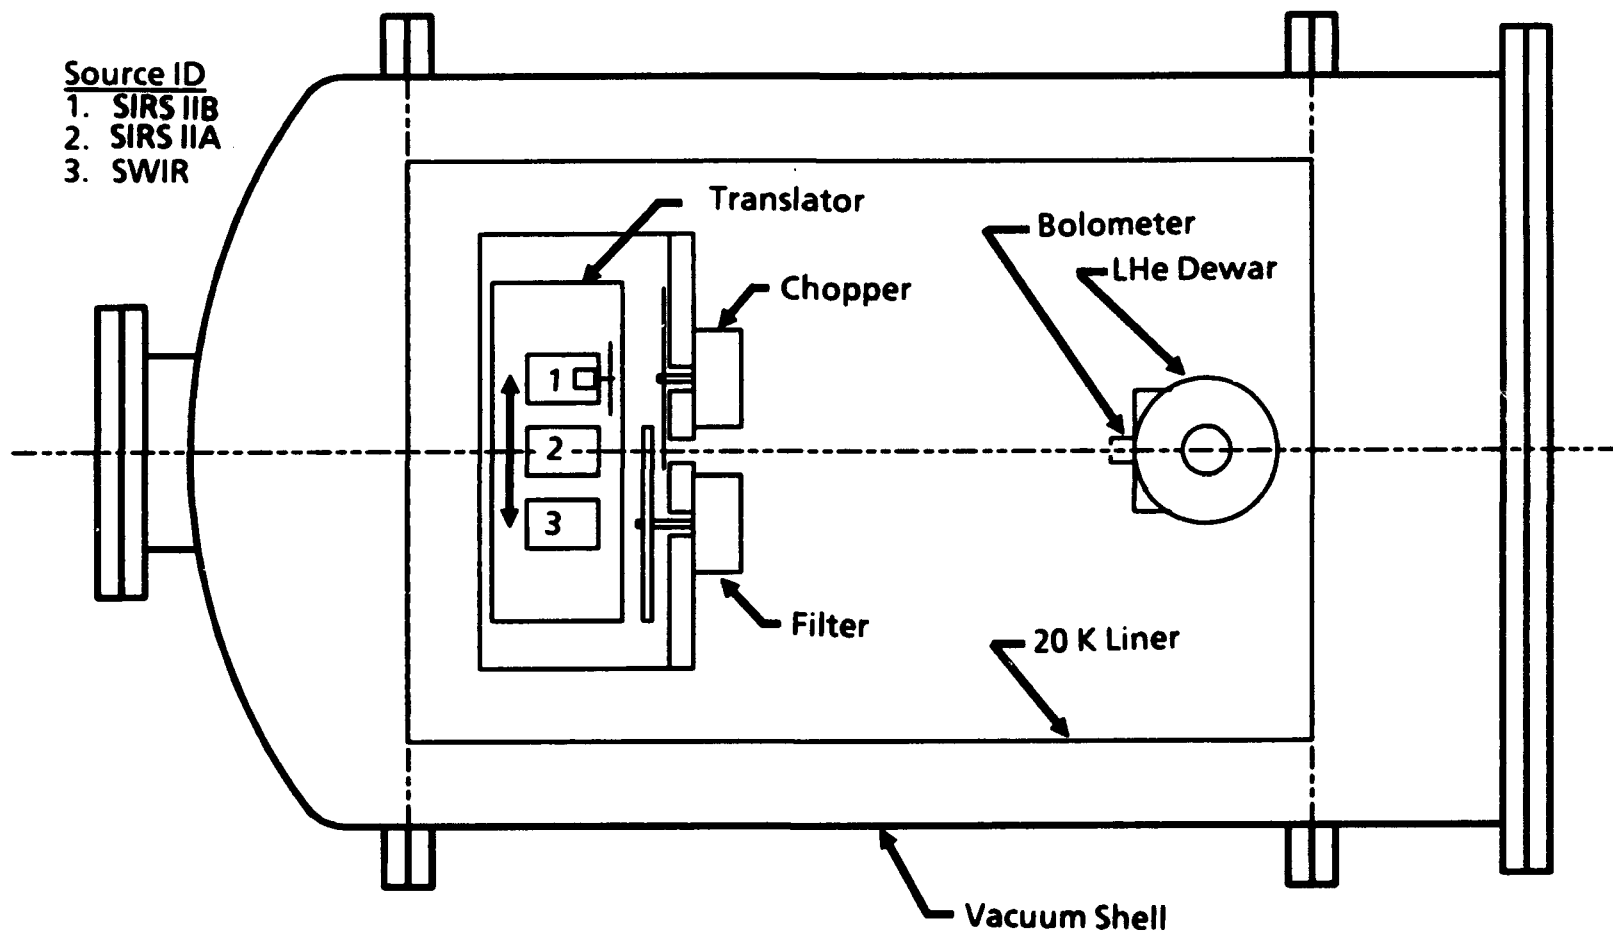 Source ID
1. SIRS IIB
2. SIRS IIA
3. SWIR
Translator
Bolometer
LHe Dewar
Chopper
1
2
3
Filter
20 K Liner
Vacuum Shell